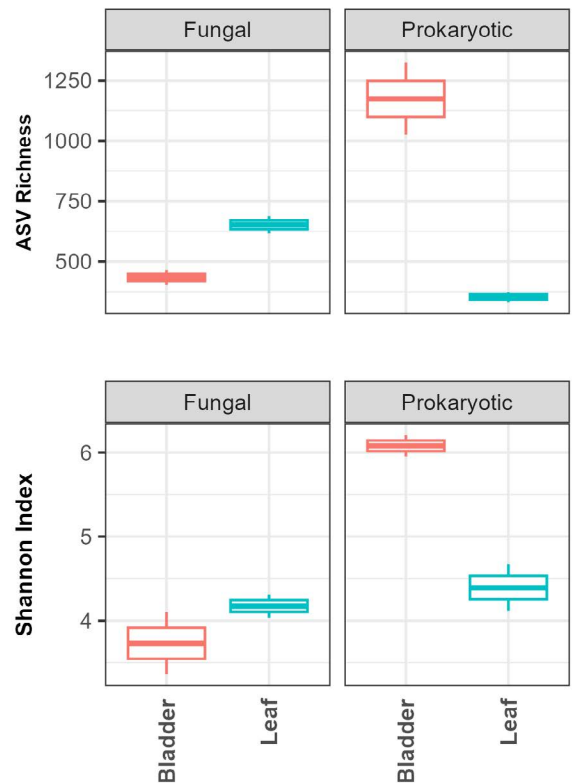 Fungal Prokaryotic
ASV Richness
1250
1000
750
500
Fungal Prokaryotic
Shannon Index
6
5
4
Bladder Leaf Bladder Leaf